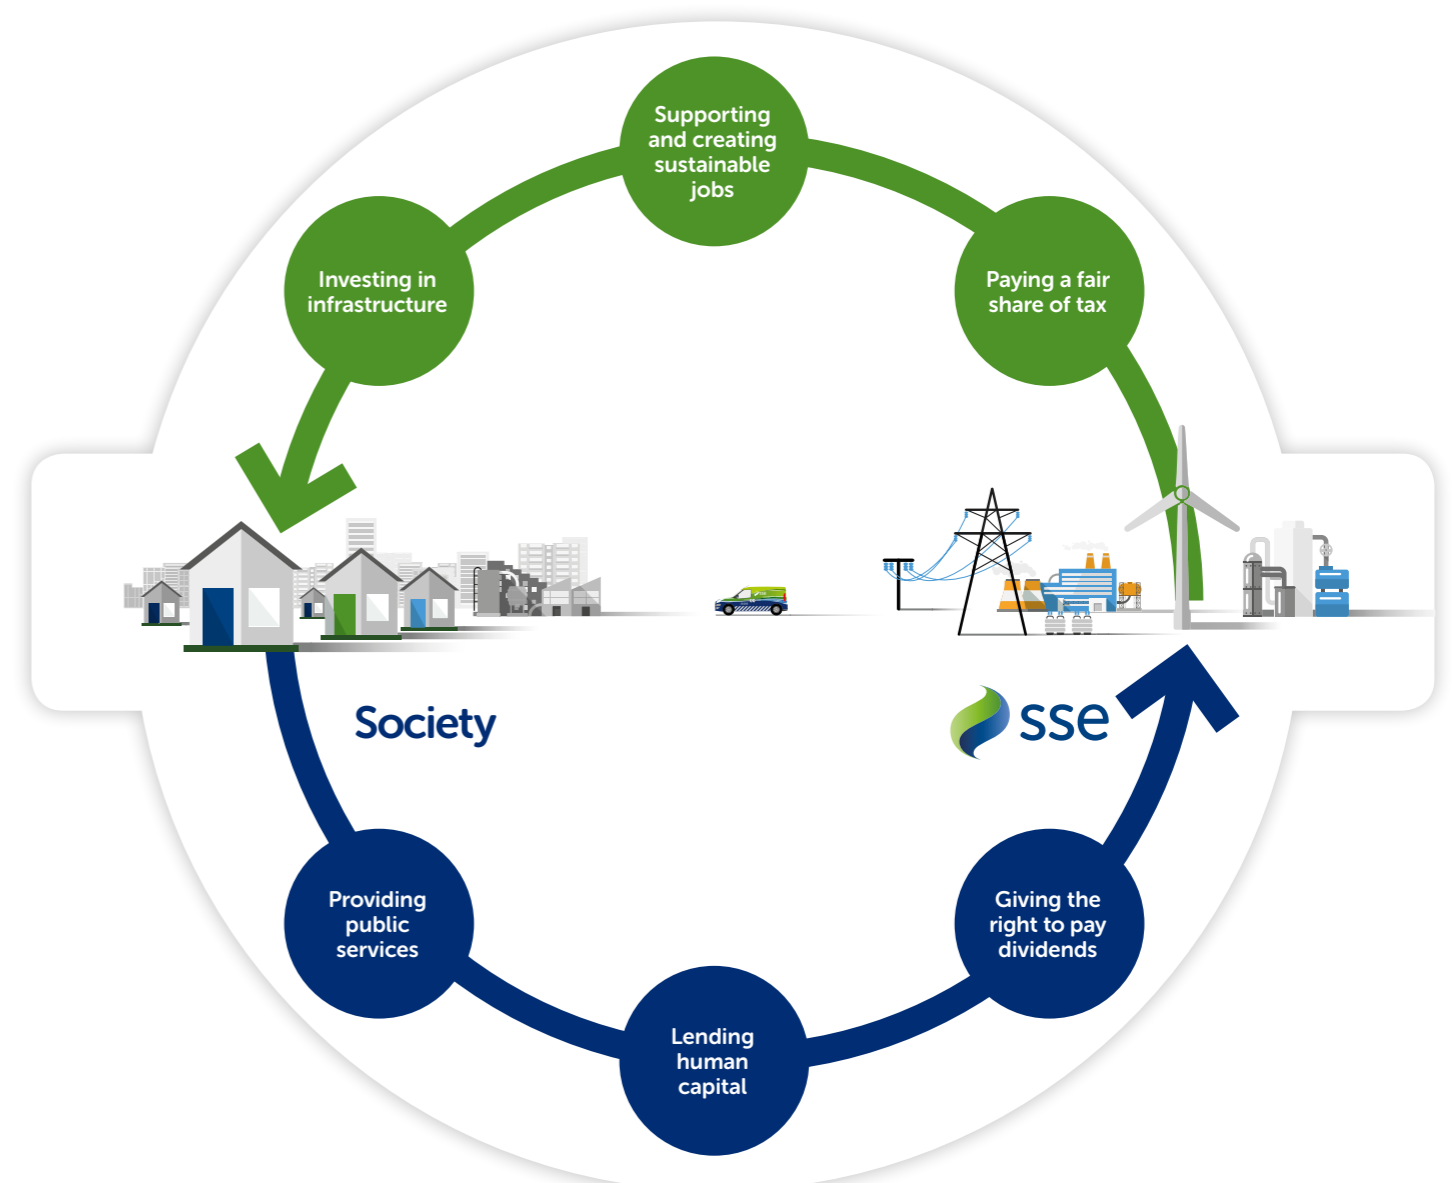 Supporting
and creating
sustainable
jobs
Investing in
infrastructure
Paying a fair
share of tax
Society
sse
Providing
public
services
Giving the
right to pay
dividends
Lending
human
capital